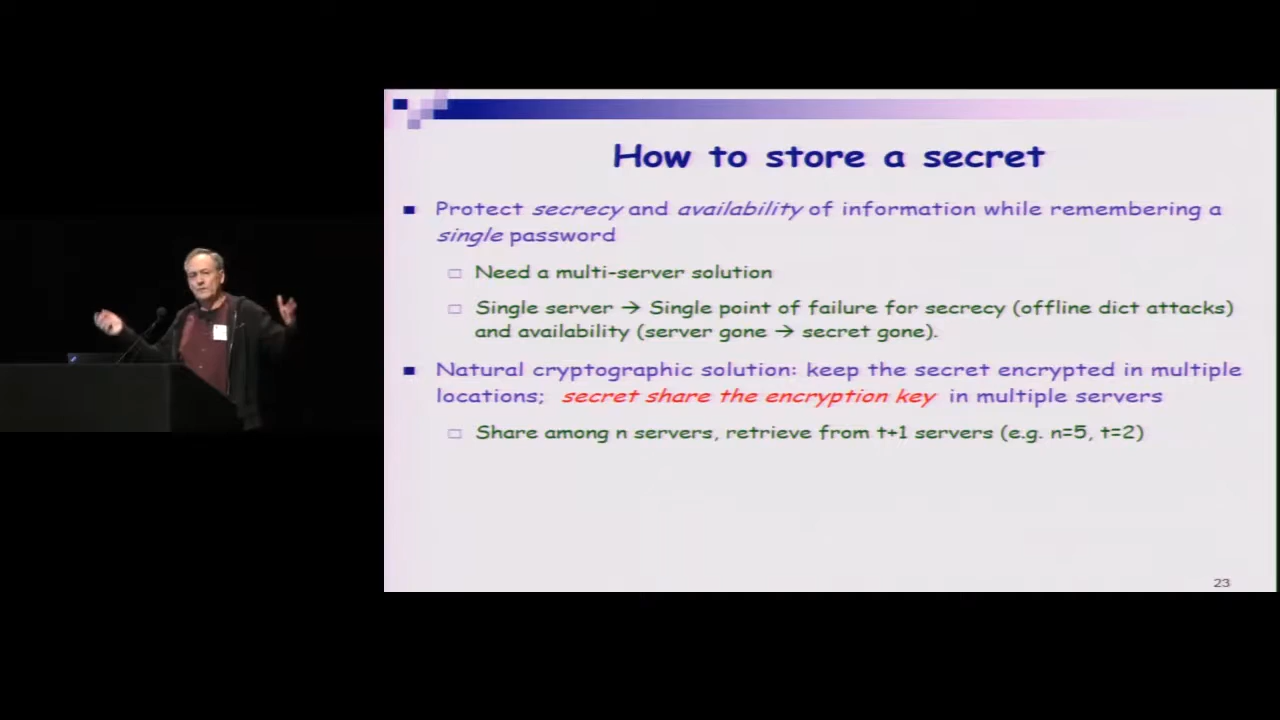 How to store a secret
Protect secrecy and availability of information while remembering a
single password
Need a multi-server solution
Single server → Single point of failure for secrecy (offline dict attacks)
and availability (server gone → secret gone).
Natural cryptographic solution: keep the secret encrypted in multiple
locations; secret share the encryption key in multiple servers
Share among n servers, retrieve from t+1 servers (e.g. n=5, t=2)
23